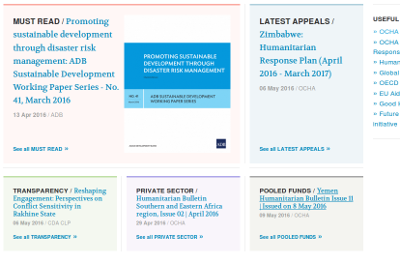 MUST READ / Promoting
sustainable development
through disaster risk
management: ADB
Sustainable Development
Working Paper Series - No.
41, March 2016
13 Apr 2016 / ADB
See all MUST READ »
PROMOTING SUSTAINABLE
DEVELOPMENT THROUGH
DISASTER RISK MANAGEMENT
ADB SUSTAINABLE DEVELOPMENT
WORKING PAPER SERIES
ADB
LATEST APPEALS /
Zimbabwe:
Humanitarian
Response Plan (April
2016 - March 2017)
06 May 2016 / OCHA
See all LATEST APPEALS »
USEFUL
» OCHA
» OCHA
Respons
» Human
» Global
» OECD
» EU Aid
» Good
» Future
initiative
TRANSPARENCY / Reshaping
Engagement: Perspectives on
Conflict Sensitivity in
Rakhine State
06 May 2016 / CDA CLP
See all TRANSPARENCY »
PRIVATE SECTOR /
Humanitarian Bulletin
Southern and Eastern Africa
region, Issue 02 | April 2016
29 Apr 2016 / OCHA
See all PRIVATE SECTOR »
POOLED FUNDS / Yemen
Humanitarian Bulletin Issue 11
| Issued on 8 May 2016
09 May 2016 / OCHA
See all POOLED FUNDS »